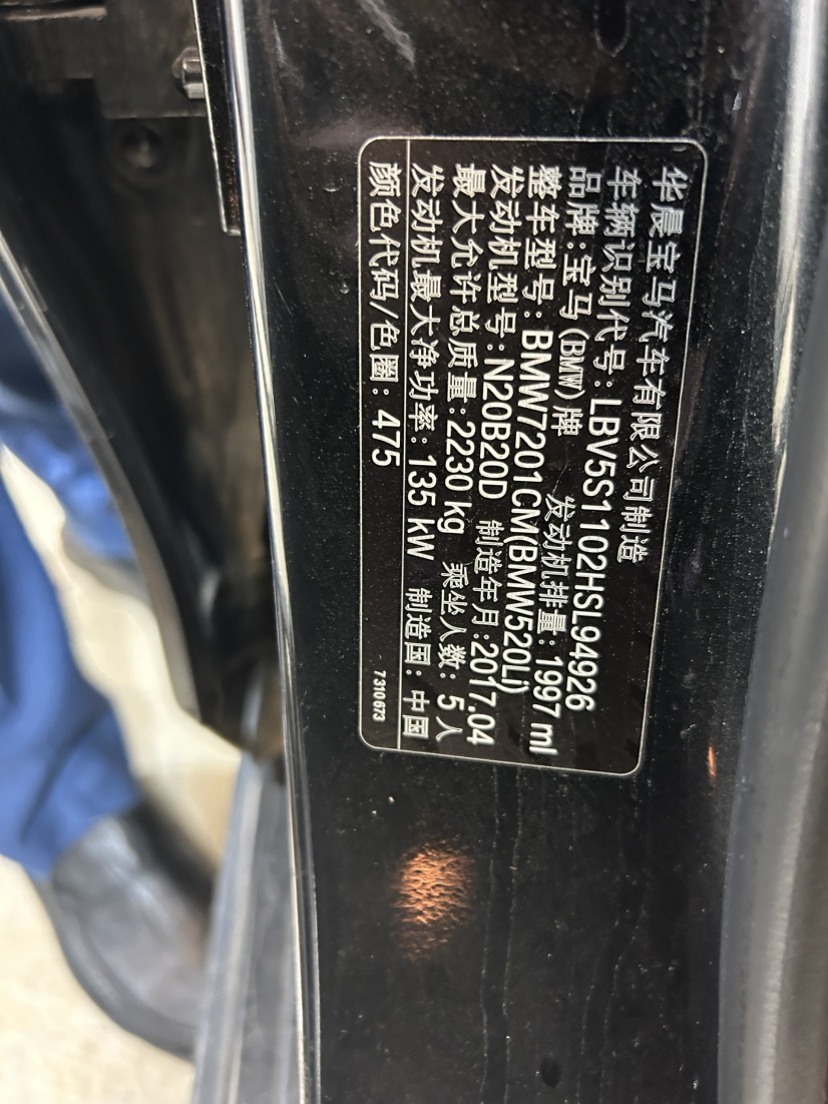 华晨宝马汽车有限公司制造
车辆识别代号:LBV5S1102HSL94926
品牌:宝马(BMW)牌 发动机排量:1997 ml
整车型号:BMW7201CM(BMW520Li)
发动机型号:N20B20D 制造年月:2017.04
最大允许总质量:2230 kg 乘坐人数:5人
发动机最大净功率:135 kW 制造国:中国
颜色代码/色圈:475 7310673